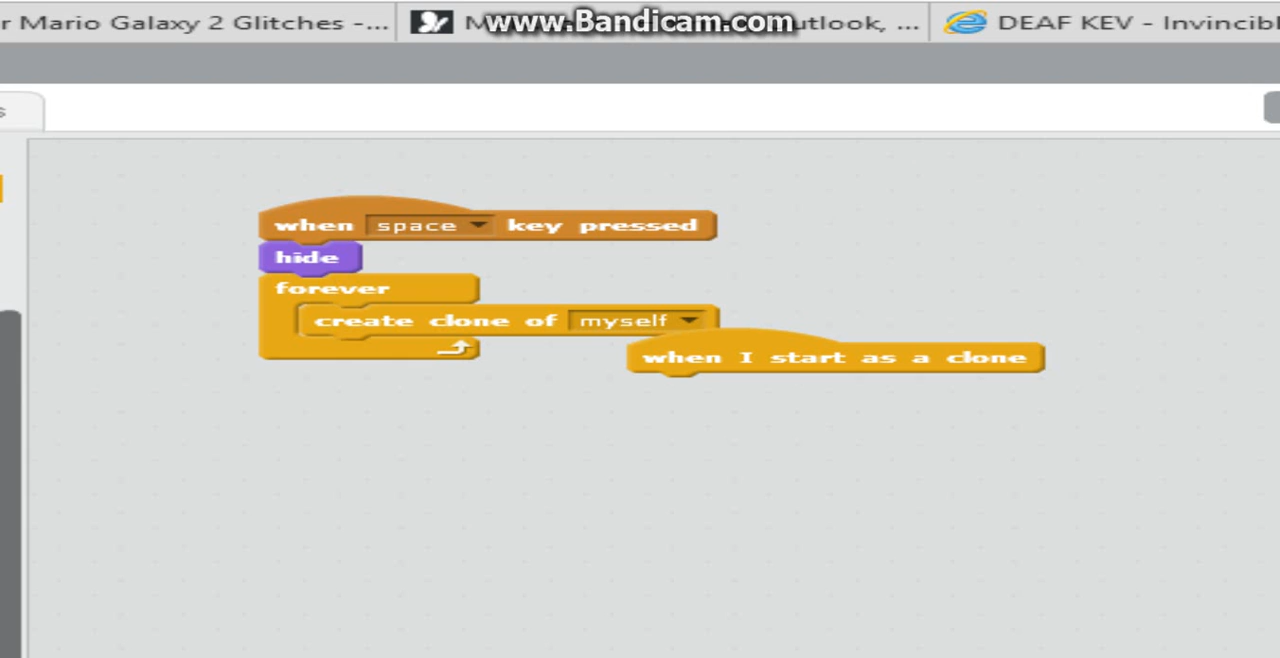 r Mario Galaxy 2 Glitches -...
www.Bandicam.com
utlook, ...
DEAF KEV - Invincibl
s
when space key pressed
hide
forever
create clone of myself
when I start as a clone